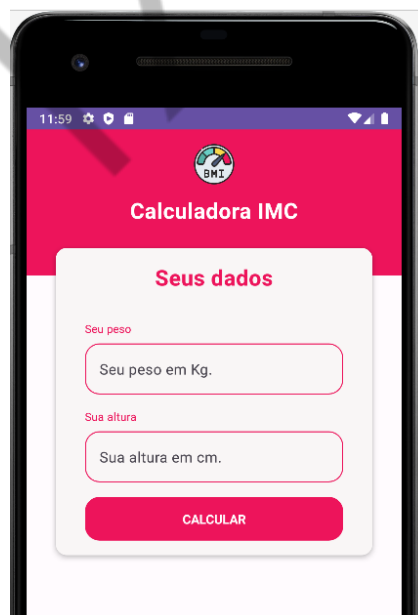 11:59
BMI
Calculadora IMC
Seus dados
Seu peso
Seu peso em Kg.
Sua altura
Sua altura em cm.
CALCULAR